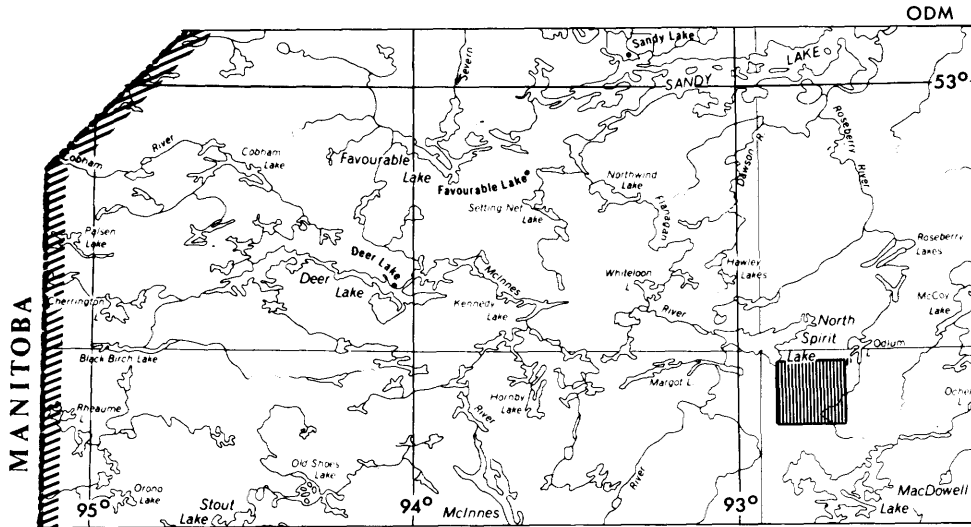 ODM
Sandy Lake
LAKE
SANDY
53°
Severn
Cobham
River
Cobham
Lake
Favourable
Lake
Favourable Lake
Northwind
Lake
Dawson R.
Roseberry
River
Setting Net
Lake
Flanagan
Palsen
Lake
Deer Lake
Deer
Lake
McInnes
Whiteloon
L
Hawley
Lakes
Roseberry
Lakes
Cherrington
L
Kennedy
Lake
River
McCoy
Lake
North
Spirit
Lake
Odlum
L
Black Birch Lake
MANITOBA
Rheaume
L
Hornby
Lake
River
Margot L
L
Old Shoes
Lake
Orono
Lake
95°
Stout
Lake
94°
McInnes
River
93°
MacDowell
Lake